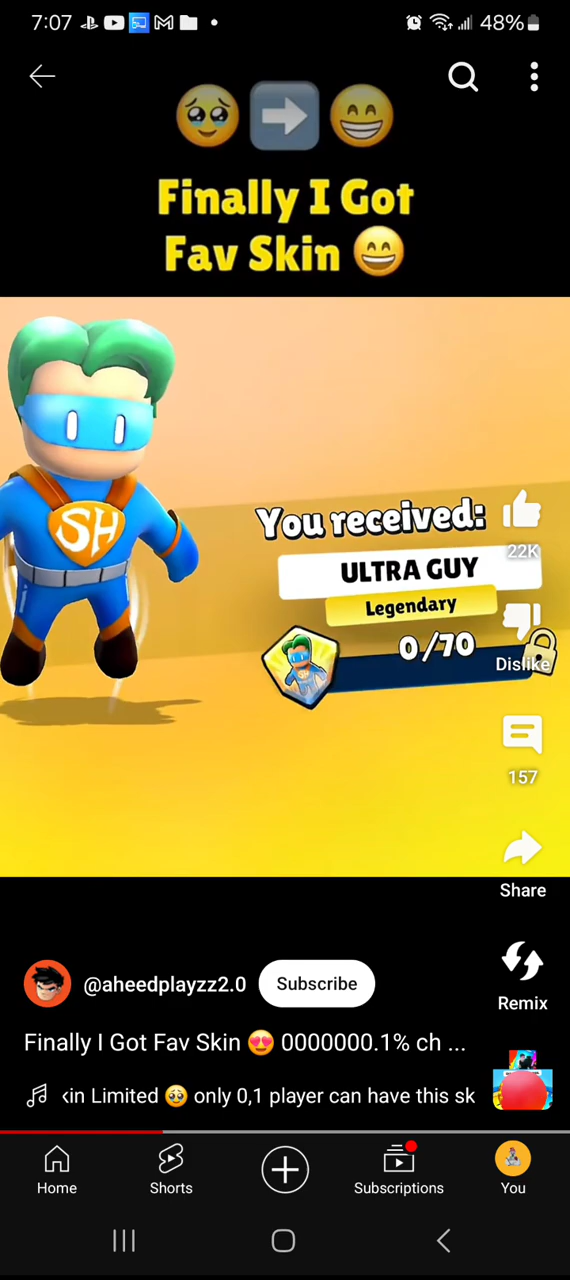 7:07
48%
Finally I Got
Fav Skin
SH
You received:
ULTRA GUY
Legendary
0/70
22K
Dislike
157
Share
@aheedplayzz2.0
Subscribe
Remix
Finally I Got Fav Skin 😍 0000000.1% ch ...
kin Limited 🥹 only 0,1 player can have this sk
Home
Shorts
Subscriptions
You